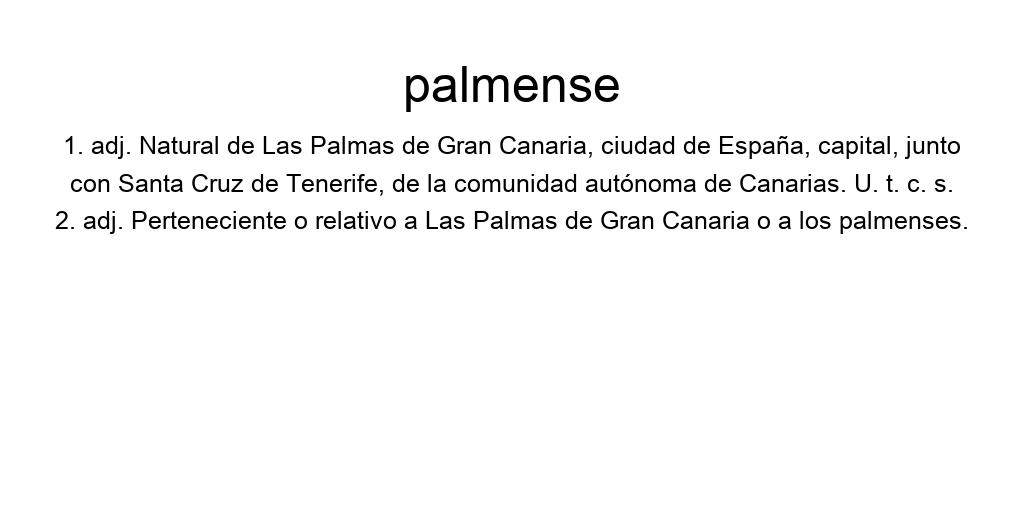 palmense
1. adj. Natural de Las Palmas de Gran Canaria, ciudad de España, capital, junto
con Santa Cruz de Tenerife, de la comunidad autónoma de Canarias. U. t. c. s.
2. adj. Perteneciente o relativo a Las Palmas de Gran Canaria o a los palmenses.